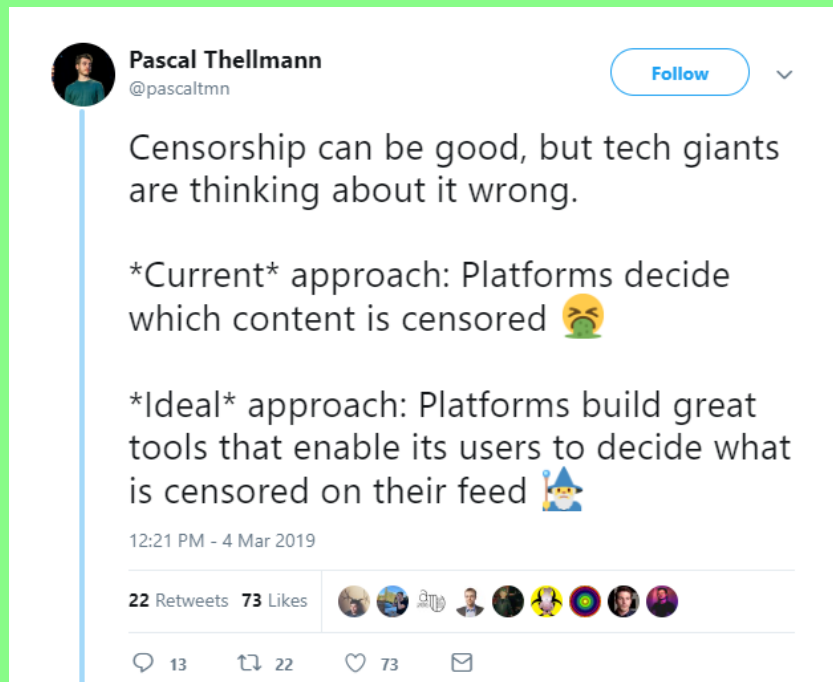 Pascal Thellmann
@pascaltmn
Follow
Censorship can be good, but tech giants
are thinking about it wrong.
*Current* approach: Platforms decide
which content is censored 🤮
*Ideal* approach: Platforms build great
tools that enable its users to decide what
is censored on their feed 🧙‍♂️
12:21 PM - 4 Mar 2019
22 Retweets 73 Likes
13 22 73